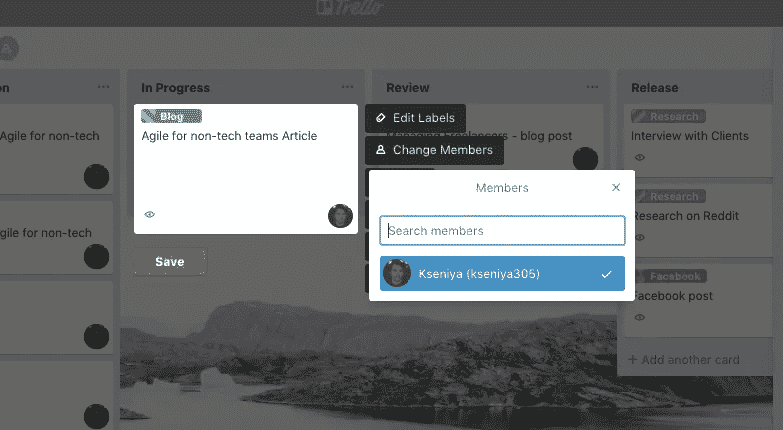 Trello
A
on
In Progress
Review
Release
Blog
Agile for non-tech teams Article
Save
Edit Labels
Change Members
Members
Search members
Kseniya (kseniya305)
Agile for non-tech
gile for non-tech
Managing Freelancers - blog post
Research
Interview with Clients
Research
Research on Reddit
Facebook
Facebook post
+ Add another card